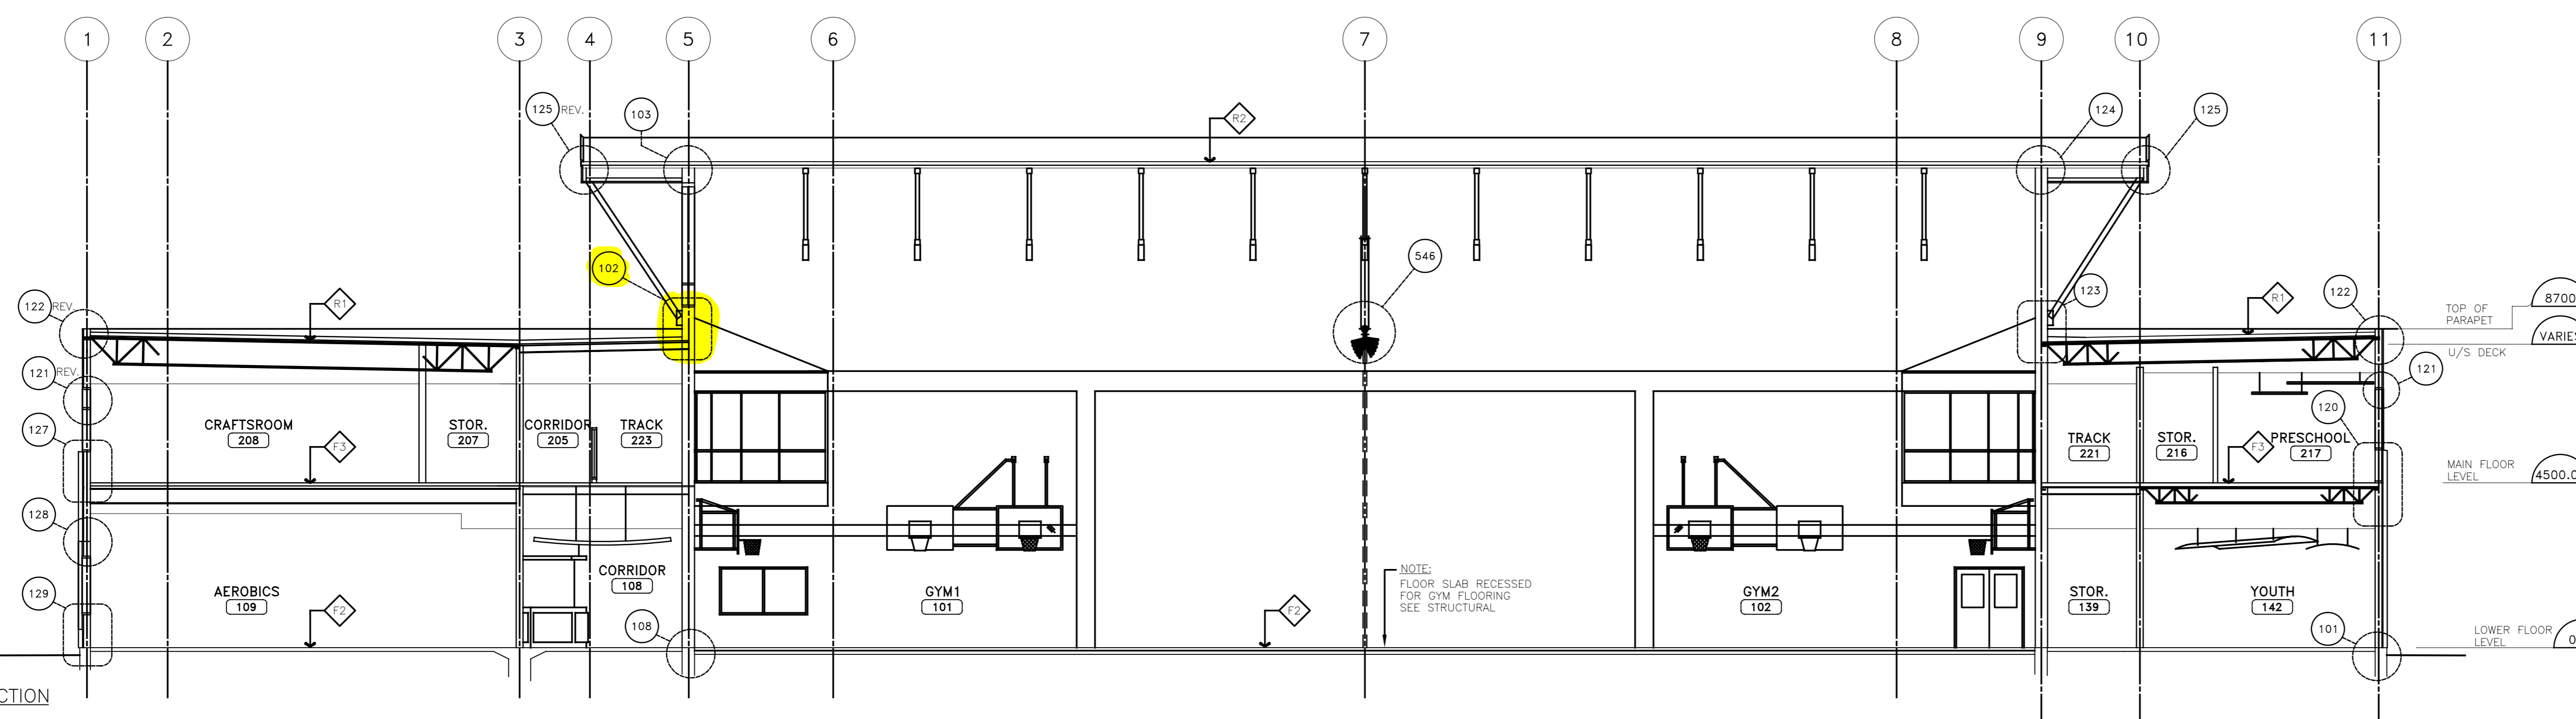 1 2 3 4 5 6 7 8 9 10 11
125 REV. 103 R2 124 125
102 546
122 REV. R1 123 R1 122 TOP OF 8700
PARAPET
VARIES
U/S DECK
121 REV. 121
120
127 CRAFTSROOM STOR. CORRIDOR TRACK TRACK STOR. PRESCHOOL
208 207 205 223 221 216 217
F3 F3
MAIN FLOOR
LEVEL 4500.0
128
129 AEROBICS CORRIDOR GYM1 NOTE: GYM2 STOR. YOUTH
109 108 101 102 139 142
FLOOR SLAB RECESSED
FOR GYM FLOORING
SEE STRUCTURAL
F2 F2
108 101 LOWER FLOOR
LEVEL 0
CTION